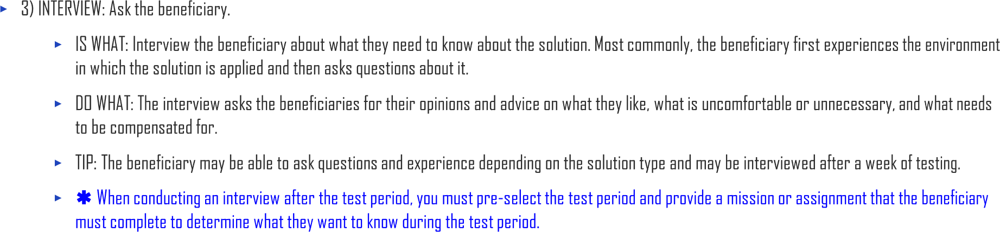 ▸ 3) INTERVIEW: Ask the beneficiary.
▸ IS WHAT: Interview the beneficiary about what they need to know about the solution. Most commonly, the beneficiary first experiences the environment
in which the solution is applied and then asks questions about it.
▸ DO WHAT: The interview asks the beneficiaries for their opinions and advice on what they like, what is uncomfortable or unnecessary, and what needs
to be compensated for.
▸ TIP: The beneficiary may be able to ask questions and experience depending on the solution type and may be interviewed after a week of testing.
▸ ✱ When conducting an interview after the test period, you must pre-select the test period and provide a mission or assignment that the beneficiary
must complete to determine what they want to know during the test period.